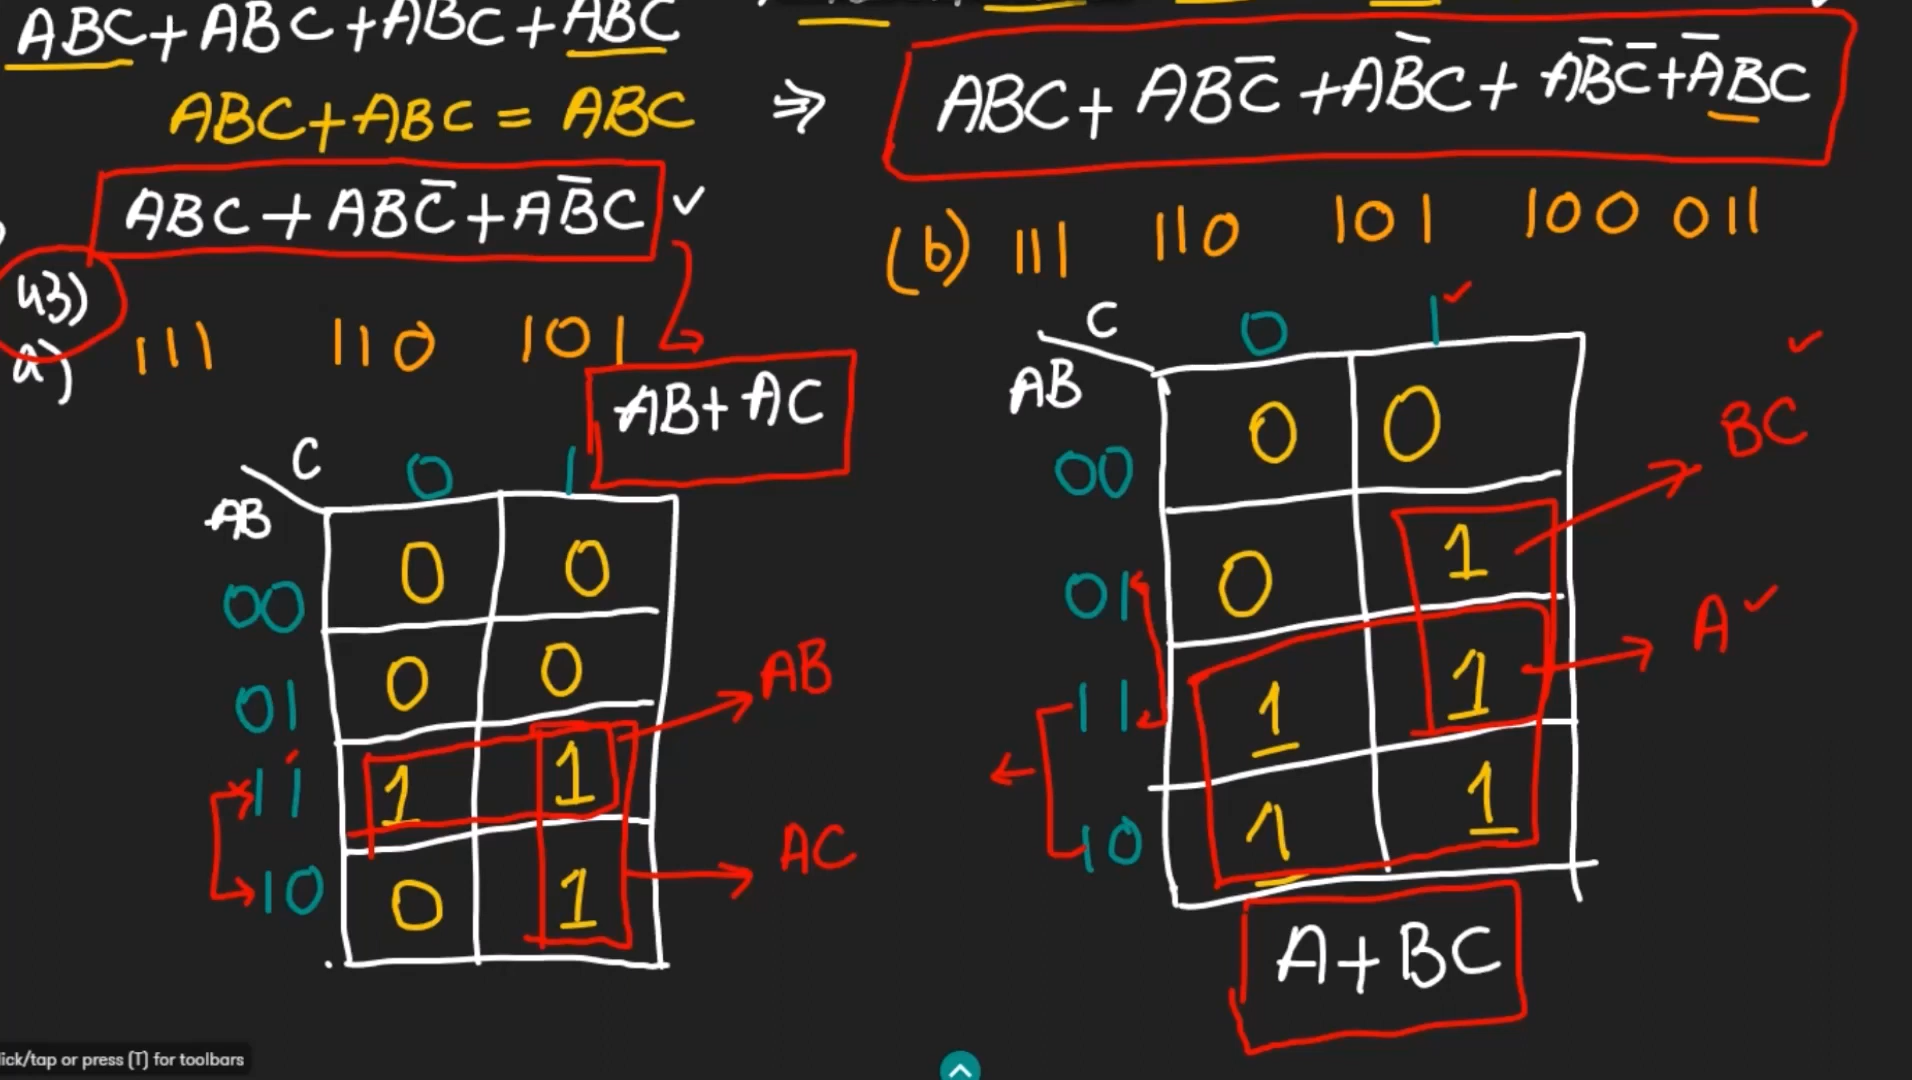 ABC + ABC + ABC + ABC
ABC + ABC = ABC
ABC + ABC̅ + AB̅C ✓
43)
a) 111 110 101
AB + AC
C
AB
0 1
00 0 0
01 0 0
11 1 1
10 0 1
AB
AC
⇒ ABC + ABC̅ + AB̅C + AB̅C̅ + A̅BC
(b) 111 110 101 100 011
C
AB
0 1 ✓
00 0 0
01 0 1
11 1 1
10 1 1
✓
BC
A ✓
A + BC
lick/tap or press (T) for toolbars